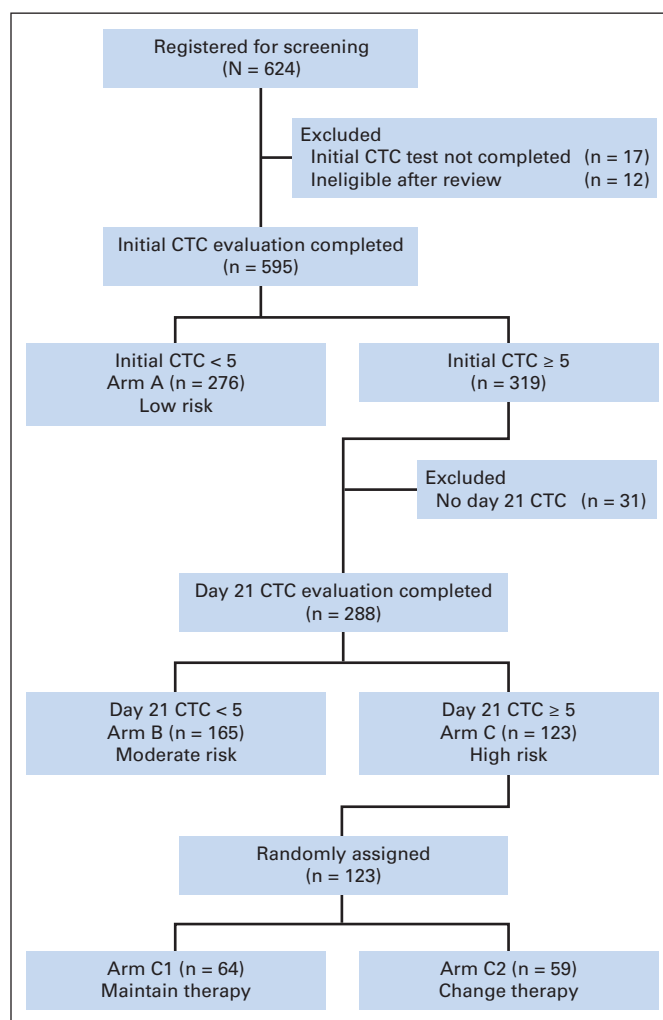 Registered for screening
(N = 624)
Excluded
Initial CTC test not completed (n = 17)
Ineligible after review (n = 12)
Initial CTC evaluation completed
(n = 595)
Initial CTC < 5
Arm A (n = 276)
Low risk
Initial CTC ≥ 5
(n = 319)
Excluded
No day 21 CTC (n = 31)
Day 21 CTC evaluation completed
(n = 288)
Day 21 CTC < 5
Arm B (n = 165)
Moderate risk
Day 21 CTC ≥ 5
Arm C (n = 123)
High risk
Randomly assigned
(n = 123)
Arm C1 (n = 64)
Maintain therapy
Arm C2 (n = 59)
Change therapy